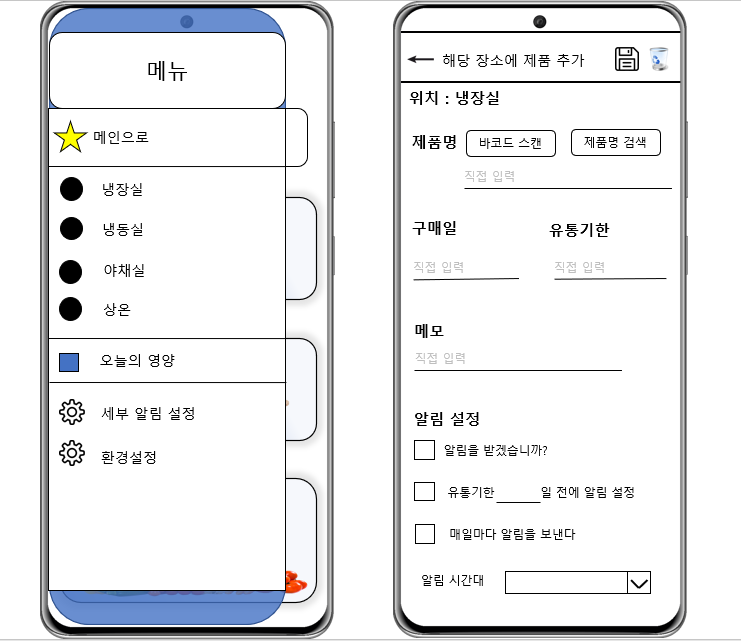 메뉴
메인으로
냉장실
냉동실
야채실
상온
오늘의 영양
세부 알림 설정
환경설정
해당 장소에 제품 추가
위치 : 냉장실
제품명 바코드 스캔 제품명 검색
직접 입력
구매일 유통기한
직접 입력 직접 입력
메모
직접 입력
알림 설정
알림을 받겠습니까?
유통기한 일 전에 알림 설정
매일마다 알림을 보낸다
알림 시간대